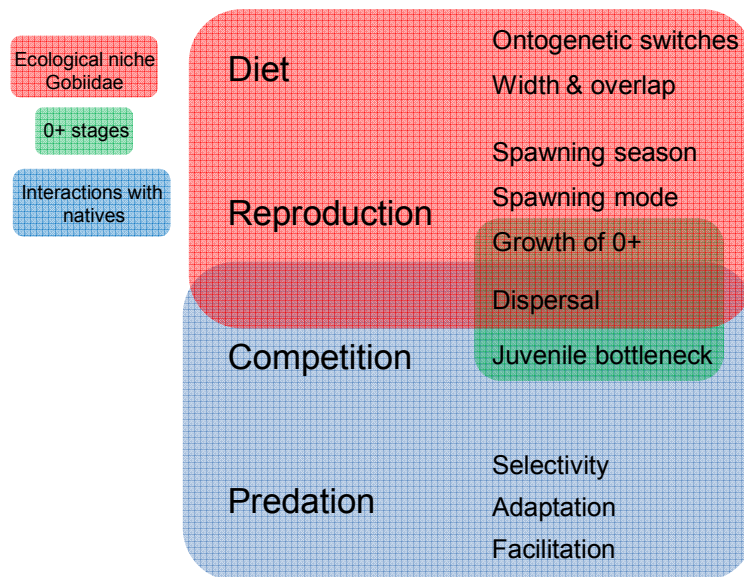 Ecological niche
Gobiidae
0+ stages
Interactions with
natives
Diet
Ontogenetic switches
Width & overlap
Reproduction
Spawning season
Spawning mode
Growth of 0+
Dispersal
Competition
Juvenile bottleneck
Predation
Selectivity
Adaptation
Facilitation